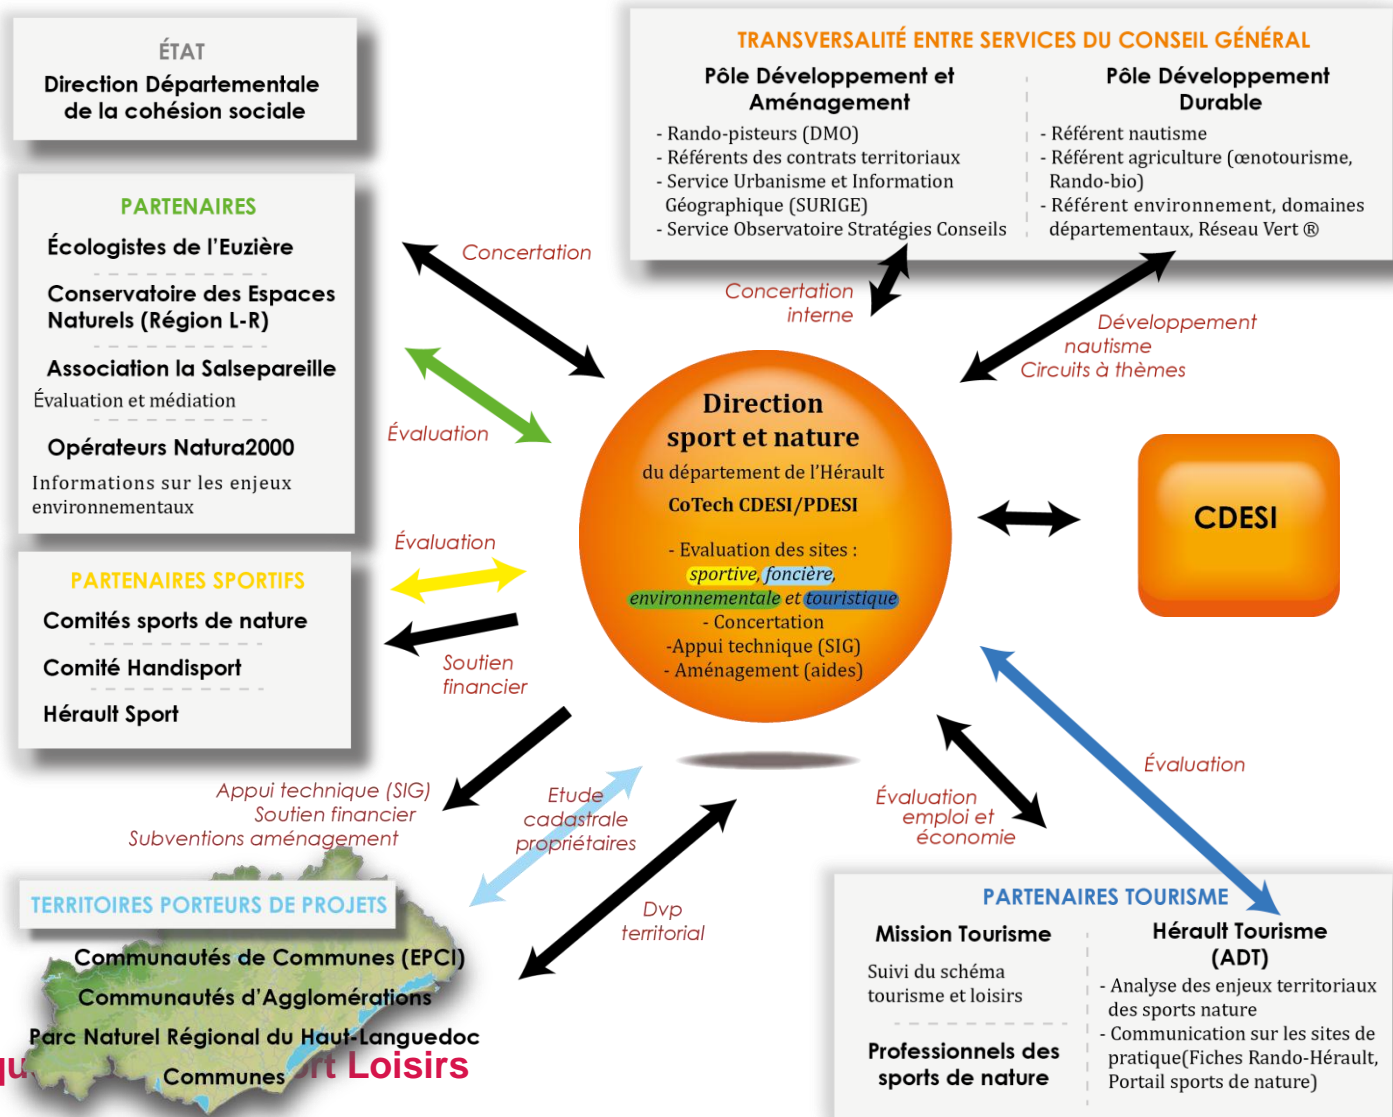 ÉTAT
Direction Départementale
de la cohésion sociale
TRANSVERSALITÉ ENTRE SERVICES DU CONSEIL GÉNÉRAL
Pôle Développement et
Aménagement
- Rando-pisteurs (DMO)
- Référents des contrats territoriaux
- Service Urbanisme et Information
Géographique (SURIGE)
- Service Observatoire Stratégies Conseils
Pôle Développement
Durable
- Référent nautisme
- Référent agriculture (œnotourisme,
Rando-bio)
- Référent environnement, domaines
départementaux, Réseau Vert ®
PARTENAIRES
Écologistes de l'Euzière
Conservatoire des Espaces
Naturels (Région L-R)
Association la Salsepareille
Évaluation et médiation
Opérateurs Natura2000
Informations sur les enjeux
environnementaux
Concertation
Concertation
interne
Développement
nautisme
Circuits à thèmes
Évaluation
Direction
sport et nature
du département de l'Hérault
CoTech CDESI/PDESI
- Evaluation des sites :
sportive, foncière,
environnementale et touristique
- Concertation
-Appui technique (SIG)
- Aménagement (aides)
CDESI
Évaluation
PARTENAIRES SPORTIFS
Comités sports de nature
Comité Handisport
Hérault Sport
Soutien
financier
Appui technique (SIG)
Soutien financier
Subventions aménagement
Etude
cadastrale
propriétaires
Évaluation
emploi et
économie
Évaluation
Dvp
territorial
TERRITOIRES PORTEURS DE PROJETS
Communautés de Communes (EPCI)
Communautés d'Agglomérations
Parc Naturel Régional du Haut-Languedoc
Communes
Loisirs
PARTENAIRES TOURISME
Mission Tourisme
Suivi du schéma
tourisme et loisirs
Professionnels des
sports de nature
Hérault Tourisme
(ADT)
- Analyse des enjeux territoriaux
des sports nature
- Communication sur les sites de
pratique(Fiches Rando-Hérault,
Portail sports de nature)